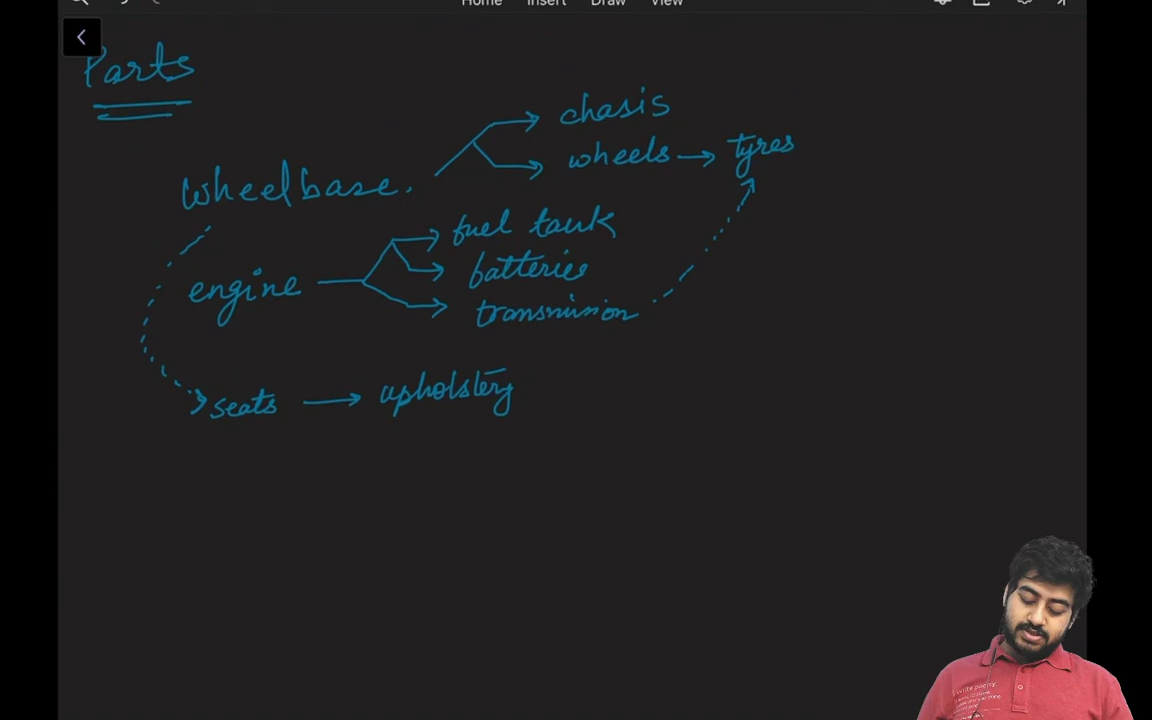 Home Insert Draw View
Parts
chasis
wheels → tyres
wheelbase.
fuel tank
batteries
engine
transmission
seats → upholstery